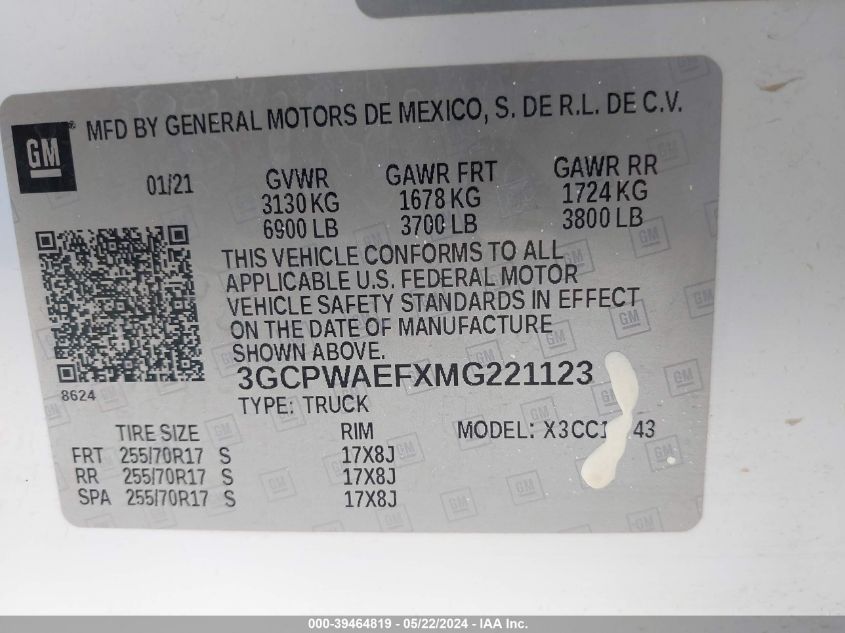 GM® MFD BY GENERAL MOTORS DE MEXICO, S. DE R.L. DE C.V.
01/21 GVWR GAWR FRT GAWR RR
3130 KG 1678 KG 1724 KG
6900 LB 3700 LB 3800 LB
THIS VEHICLE CONFORMS TO ALL
APPLICABLE U.S. FEDERAL MOTOR
VEHICLE SAFETY STANDARDS IN EFFECT
ON THE DATE OF MANUFACTURE
SHOWN ABOVE.
8624
3GCPWAEFXMG221123
TYPE: TRUCK
TIRE SIZE RIM MODEL: X3CC1 43
FRT 255/70R17 S 17X8J
RR 255/70R17 S 17X8J
SPA 255/70R17 S 17X8J
000-39464819 - 05/22/2024 - IAA Inc.